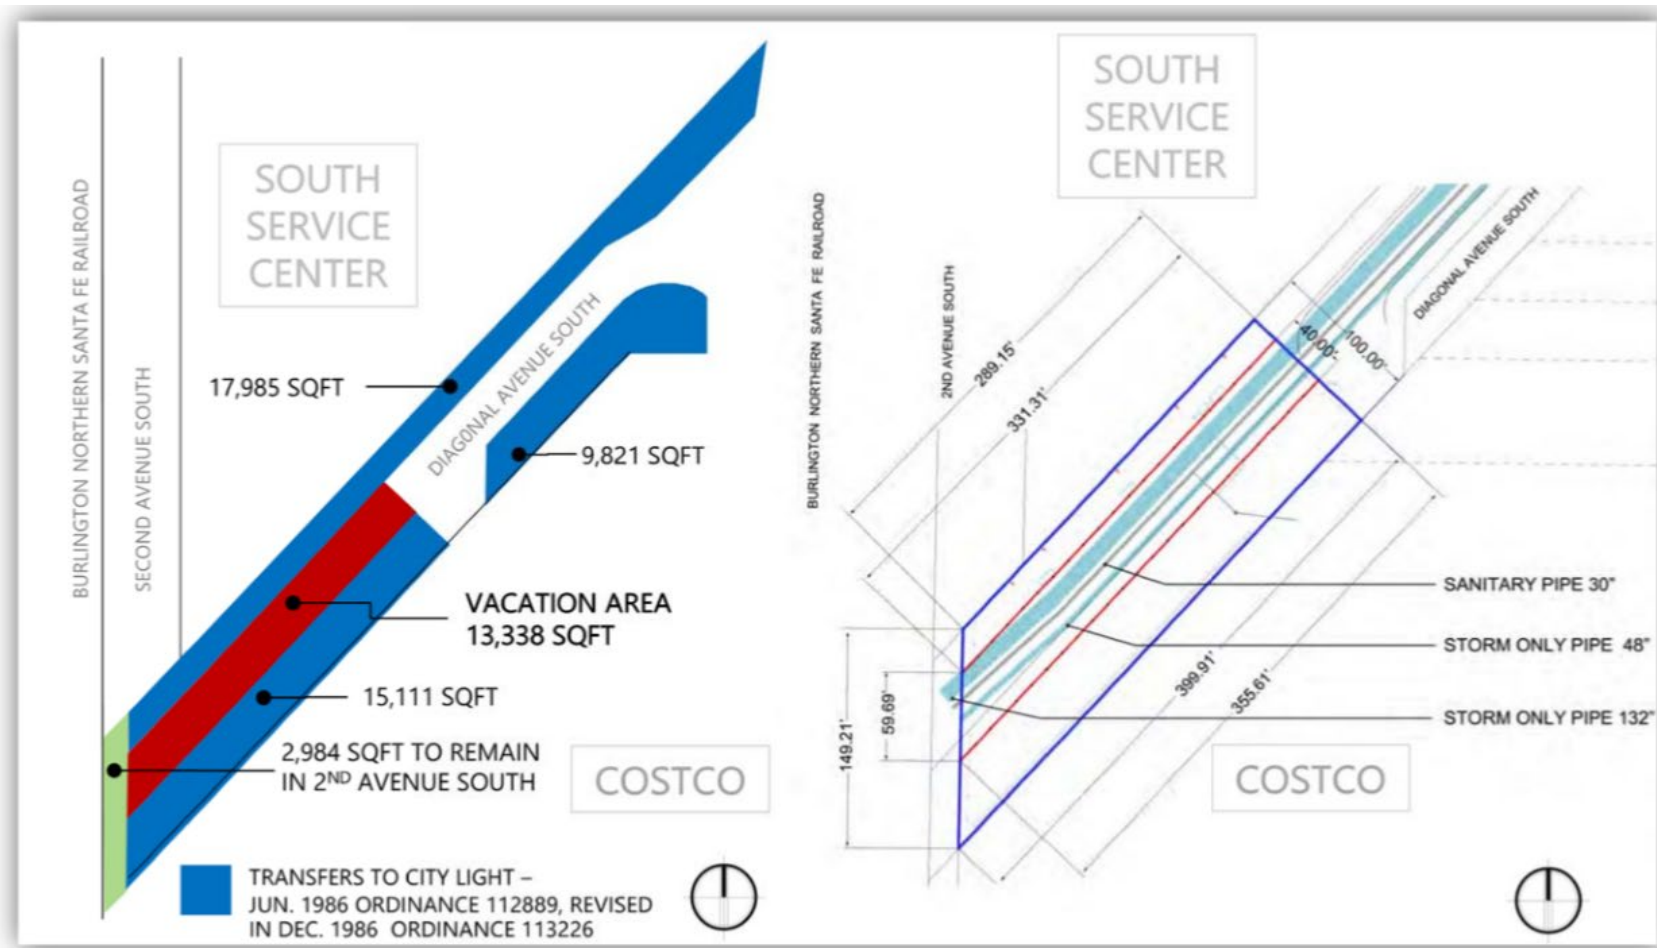 SOUTH
SERVICE
CENTER
BURLINGTON NORTHERN SANTA FE RAILROAD
SECOND AVENUE SOUTH
17,985 SQFT
DIAGONAL AVENUE SOUTH
9,821 SQFT
VACATION AREA
13,338 SQFT
15,111 SQFT
2,984 SQFT TO REMAIN
IN 2ND AVENUE SOUTH
COSTCO
TRANSFERS TO CITY LIGHT –
JUN. 1986 ORDINANCE 112889, REVISED
IN DEC. 1986 ORDINANCE 113226
SOUTH
SERVICE
CENTER
BURLINGTON NORTHERN SANTA FE RAILROAD
2ND AVENUE SOUTH
DIAGONAL AVENUE SOUTH
289.15'
331.31'
40.00'
100.00'
SANITARY PIPE 30"
STORM ONLY PIPE 48"
STORM ONLY PIPE 132"
399.91'
355.61'
149.21'
59.69'
COSTCO